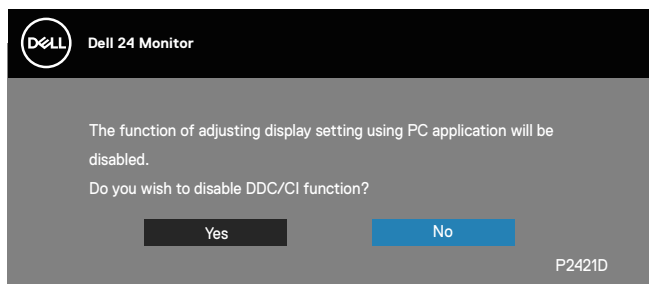 DELL
Dell 24 Monitor
The function of adjusting display setting using PC application will be
disabled.
Do you wish to disable DDC/CI function?
Yes
No
P2421D